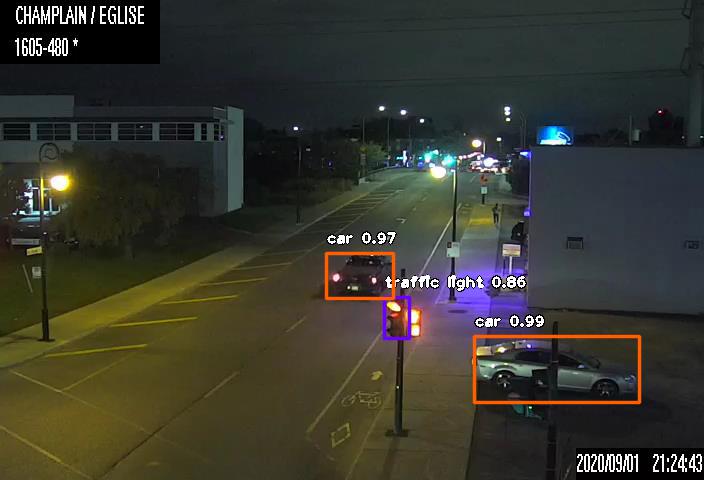 CHAMPLAIN / EGLISE
1605-480 *
car 0.97
traffic light 0.86
car 0.99
2020/09/01 21:24:43